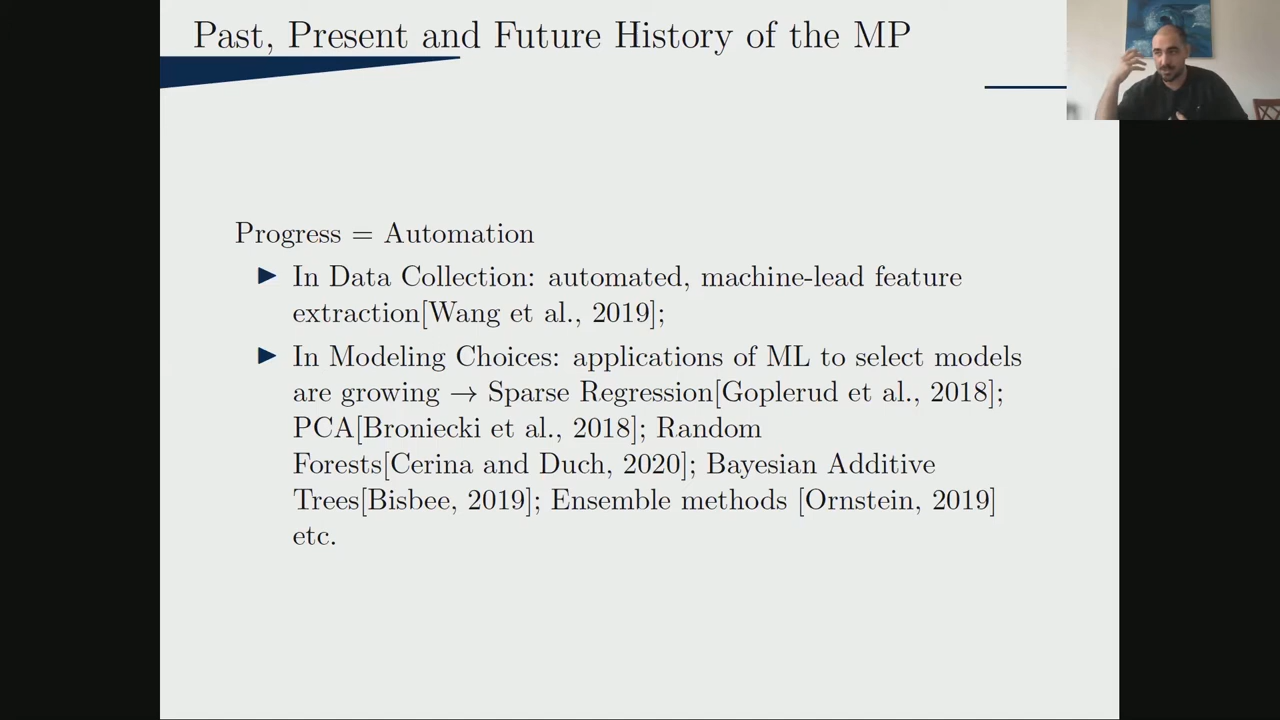 Past, Present and Future History of the MP
Progress = Automation
In Data Collection: automated, machine-lead feature
extraction[Wang et al., 2019];
In Modeling Choices: applications of ML to select models
are growing → Sparse Regression[Goplerud et al., 2018];
PCA[Broniecki et al., 2018]; Random
Forests[Cerina and Duch, 2020]; Bayesian Additive
Trees[Bisbee, 2019]; Ensemble methods [Ornstein, 2019]
etc.